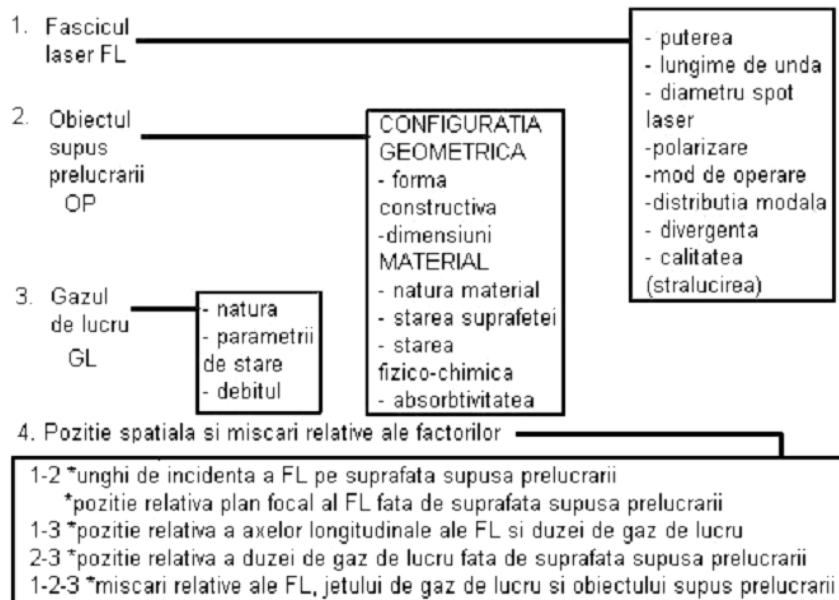 1. Fascicul
laser FL
- puterea
- lungime de unda
- diametru spot
laser
-polarizare
-mod de operare
-distributia modala
- divergenta
- calitatea
(stralucirea)
2. Obiectul
supus
prelucrarii
OP
CONFIGURATIA
GEOMETRICA
- forma
constructiva
-dimensiuni
MATERIAL
- natura material
- starea suprafetei
- starea
fizico-chimica
- absorbtivitatea
3. Gazul
de lucru
GL
- natura
- parametrii
de stare
- debitul
4. Pozitie spatiala si miscari relative ale factorilor
1-2 *unghi de incidenta a FL pe suprafata supusa prelucrarii
*pozitie relativa plan focal al FL fata de suprafata supusa prelucrarii
1-3 *pozitie relativa a axelor longitudinale ale FL si duzei de gaz de lucru
2-3 *pozitie relativa a duzei de gaz de lucru fata de suprafata supusa prelucrarii
1-2-3 *miscari relative ale FL, jetului de gaz de lucru si obiectului supus prelucrarii